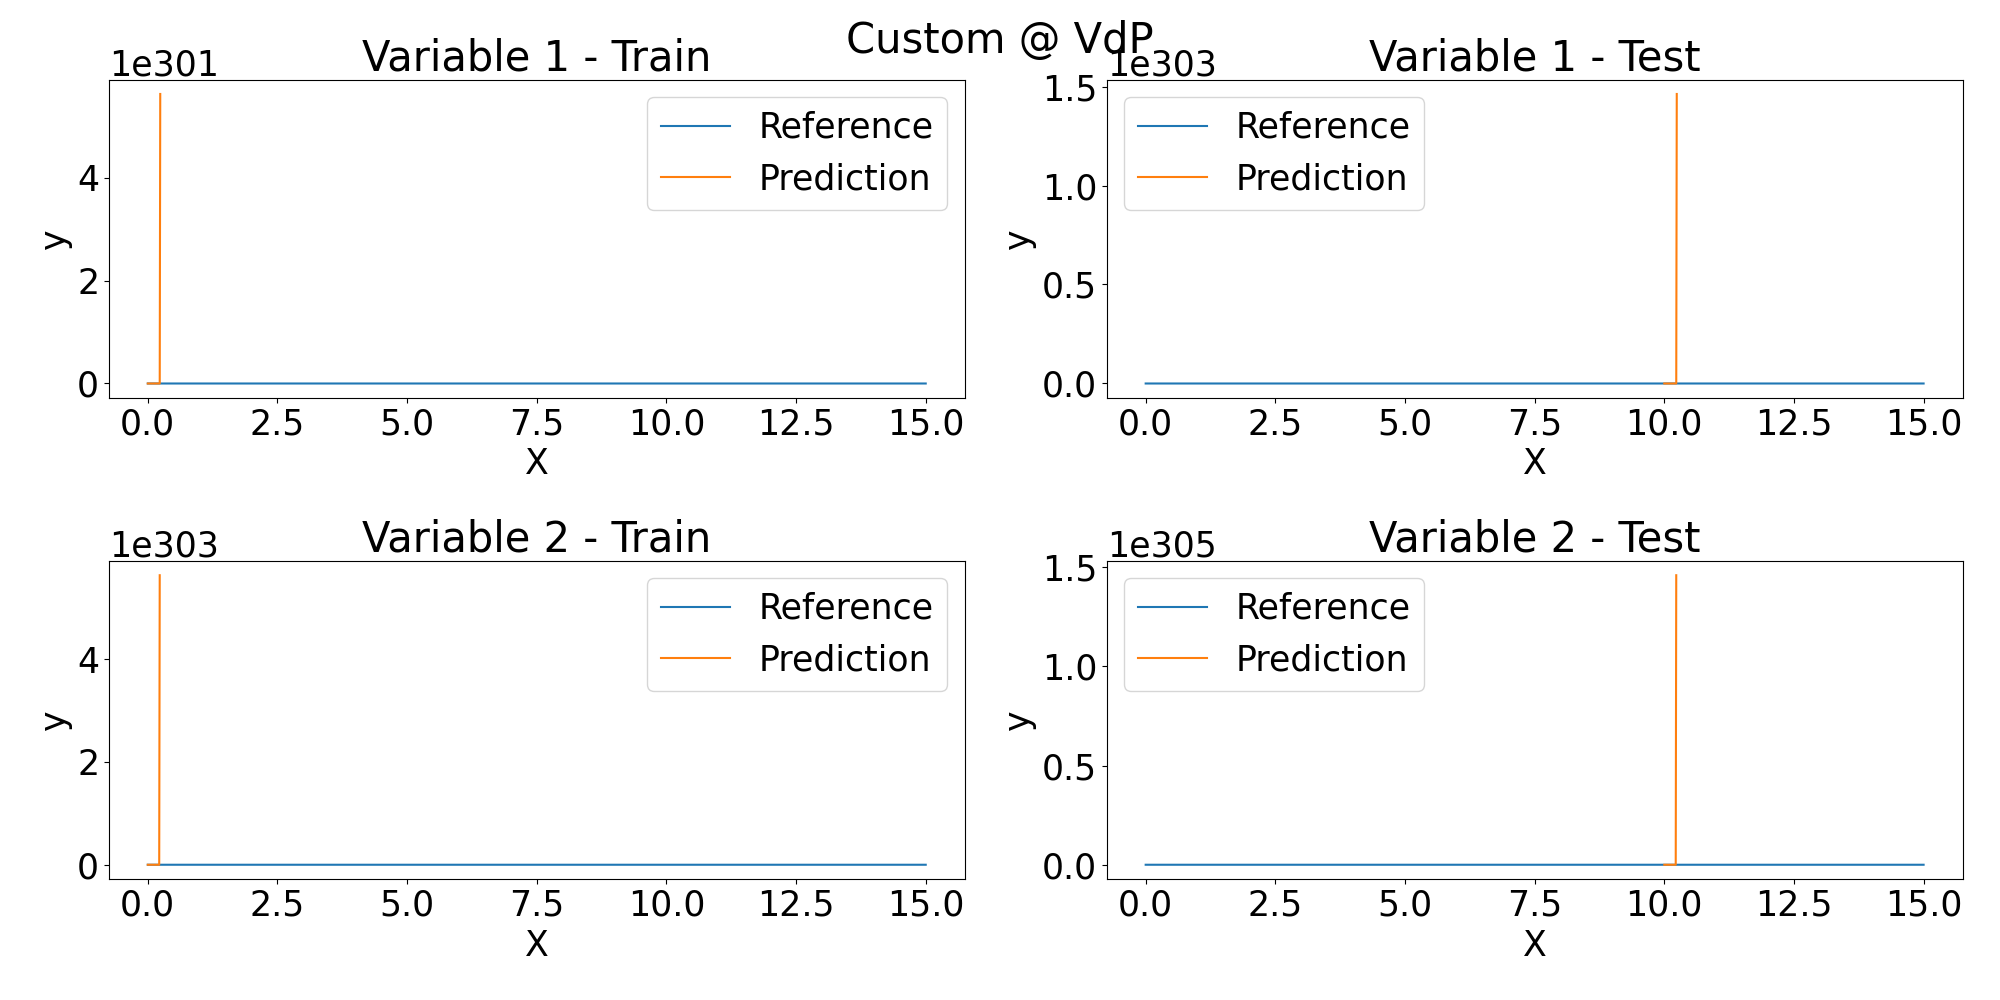 Custom @ VdP
Variable 1 - Train
1e301
Reference
Prediction
4
2
0
y
0.0 2.5 5.0 7.5 10.0 12.5 15.0
X
Variable 1 - Test
1e303
Reference
Prediction
1.5
1.0
0.5
0.0
y
0.0 2.5 5.0 7.5 10.0 12.5 15.0
X
Variable 2 - Train
1e303
Reference
Prediction
4
2
0
y
0.0 2.5 5.0 7.5 10.0 12.5 15.0
X
Variable 2 - Test
1e305
Reference
Prediction
1.5
1.0
0.5
0.0
y
0.0 2.5 5.0 7.5 10.0 12.5 15.0
X